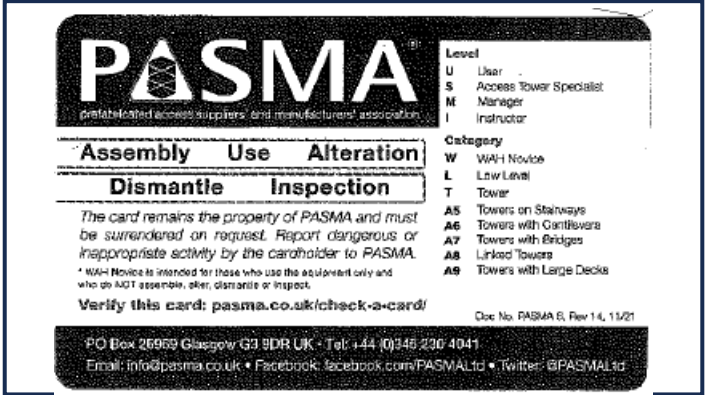 PASMA®
prefabricated access suppliers' and manufacturers' association
Assembly Use Alteration
Dismantle Inspection
The card remains the property of PASMA and must
be surrendered on request. Report dangerous or
inappropriate activity by the cardholder to PASMA.
* WAH Novice is intended for those who use the equipment only and
who do NOT assemble, alter, dismantle or inspect.
Verify this card: pasma.co.uk/check-a-card/
Level
U User
S Access Tower Specialist
M Manager
I Instructor
Category
W WAH Novice
L Low Level
T Tower
A5 Towers on Stairways
A6 Towers with Cantilevers
A7 Towers with Bridges
A8 Linked Towers
A9 Towers with Large Decks
Doc No. PASMA 8, Rev 14, 11/21
PO Box 26969 Glasgow G3 9DR UK • Tel: +44 (0)345 230 4041
Email: info@pasma.co.uk • Facebook: facebook.com/PASMALtd • Twitter: @PASMALtd